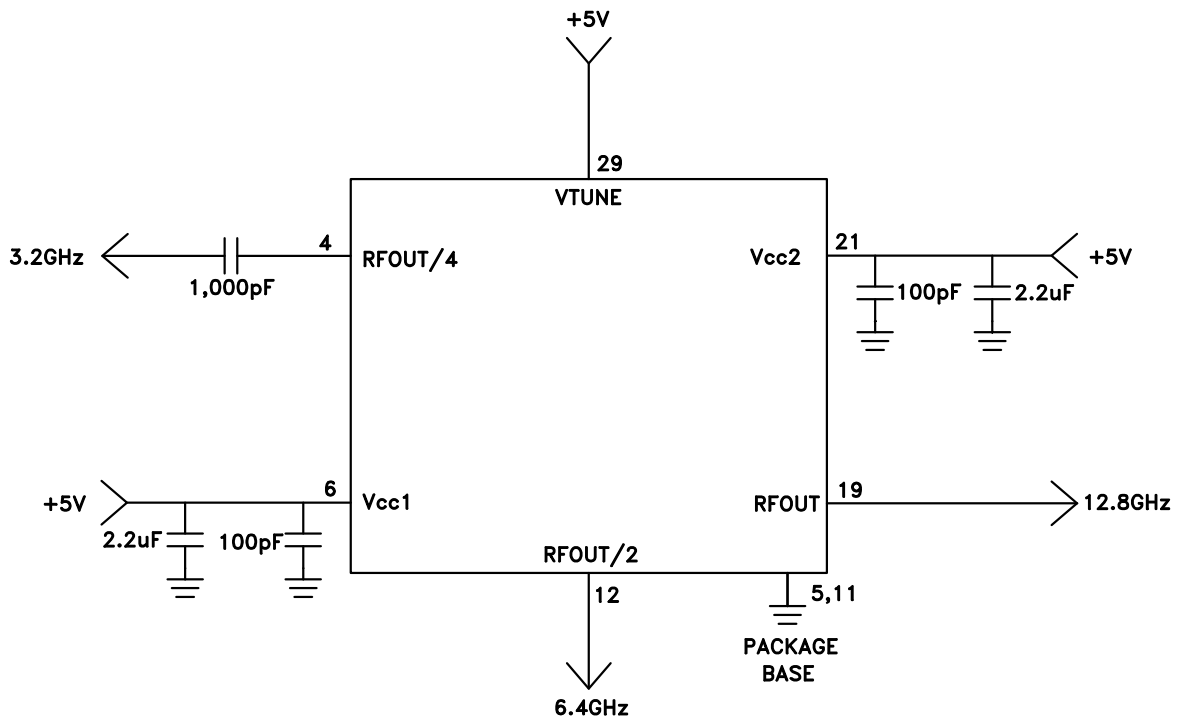 +5V
29
VTUNE
3.2GHz
4
RFOUT/4
1,000pF
Vcc2
21
+5V
100pF
2.2uF
+5V
6
Vcc1
2.2uF
100pF
RFOUT
19
12.8GHz
RFOUT/2
12
5,11
PACKAGE
BASE
6.4GHz